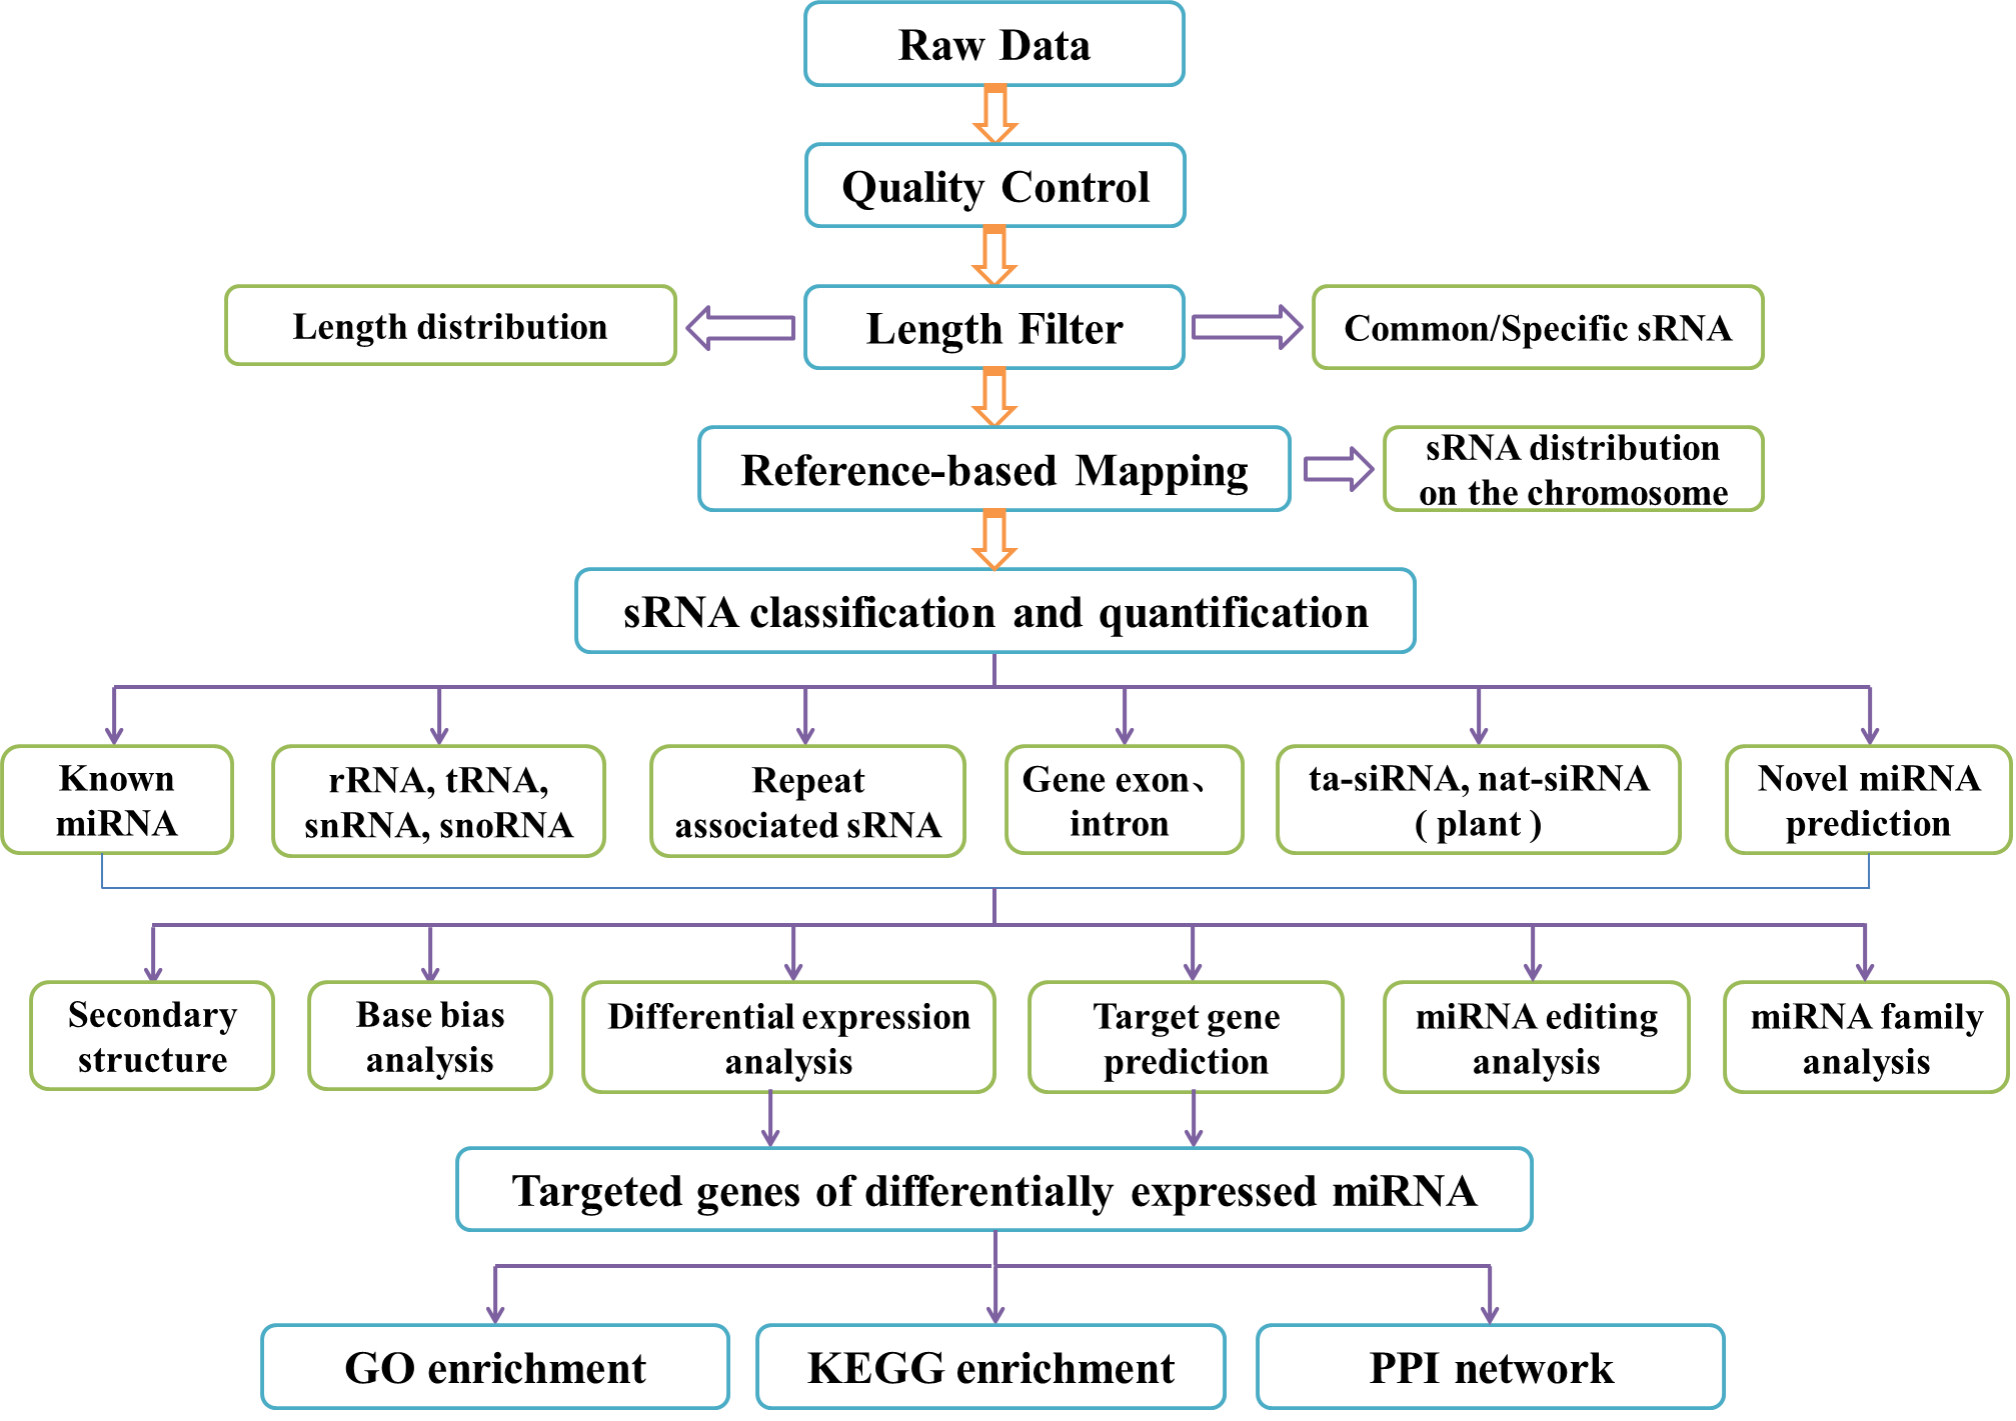 Raw Data
Quality Control
Length distribution
Length Filter
Common/Specific sRNA
Reference-based Mapping
sRNA distribution
on the chromosome
sRNA classification and quantification
Known
miRNA
rRNA, tRNA,
snRNA, snoRNA
Repeat
associated sRNA
Gene exon、
intron
ta-siRNA, nat-siRNA
( plant )
Novel miRNA
prediction
Secondary
structure
Base bias
analysis
Differential expression
analysis
Target gene
prediction
miRNA editing
analysis
miRNA family
analysis
Targeted genes of differentially expressed miRNA
GO enrichment
KEGG enrichment
PPI network